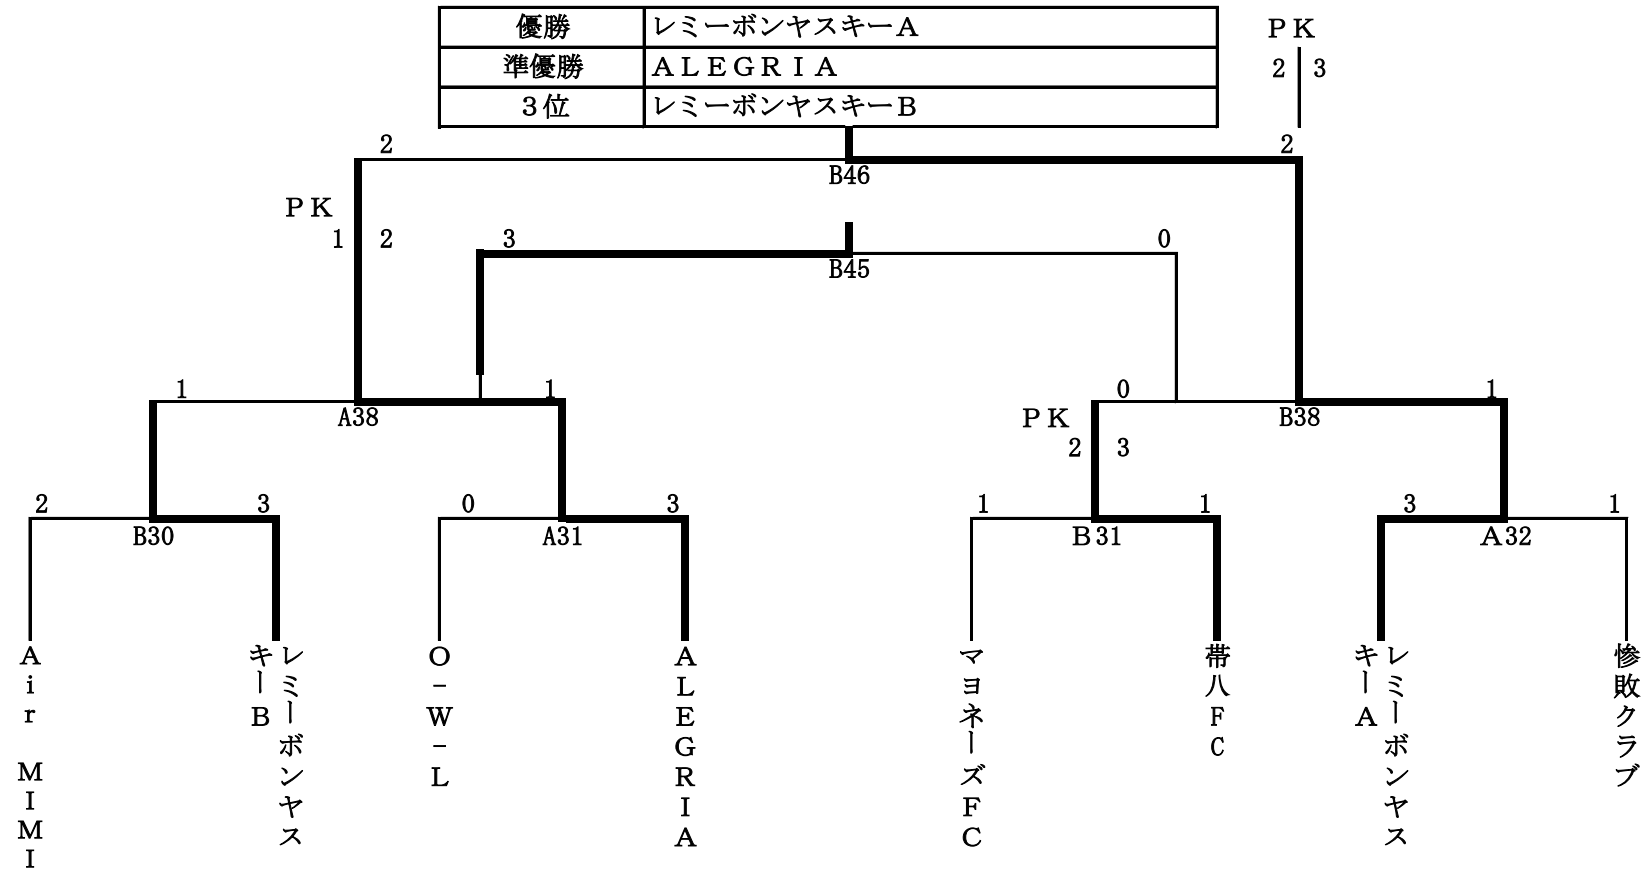 優勝 レミーボンヤスキーA
準優勝 ALEGRIA
3位 レミーボンヤスキーB
PK
2 3
2 2
B46
PK
1 2
3 0
B45
1 1
A38
0 1
B38
PK
2 3
2 3
B30
0 3
A31
1 1
B31
3 1
A32
Air MIMI
レミーボンヤス
キーB
O-W-L
ALEGRIA
マヨネーズFC
帯八FC
レミーボンヤス
キーA
惨敗クラブ